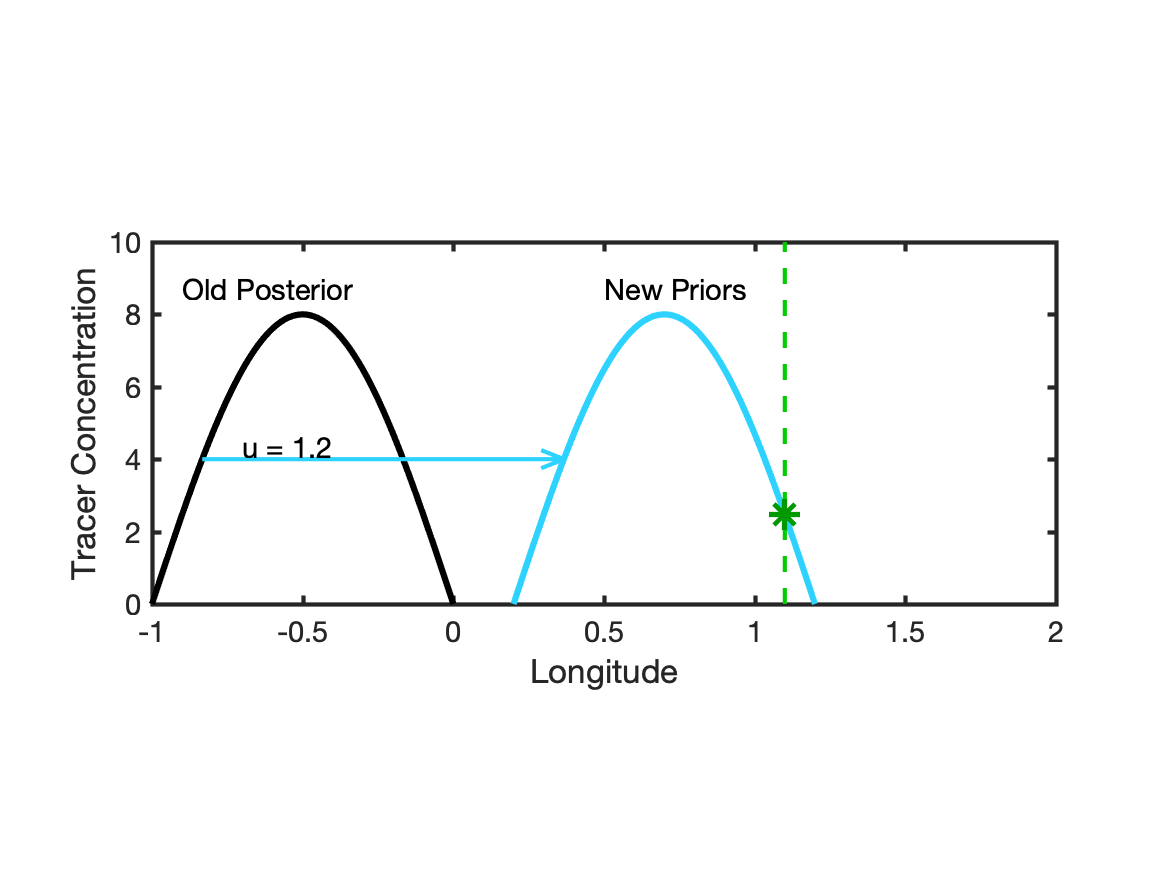 10
Old Posterior
New Priors
8
6
u = 1.2
4
2
0
-1
-0.5
0
0.5
1
1.5
2
Longitude
Tracer Concentration